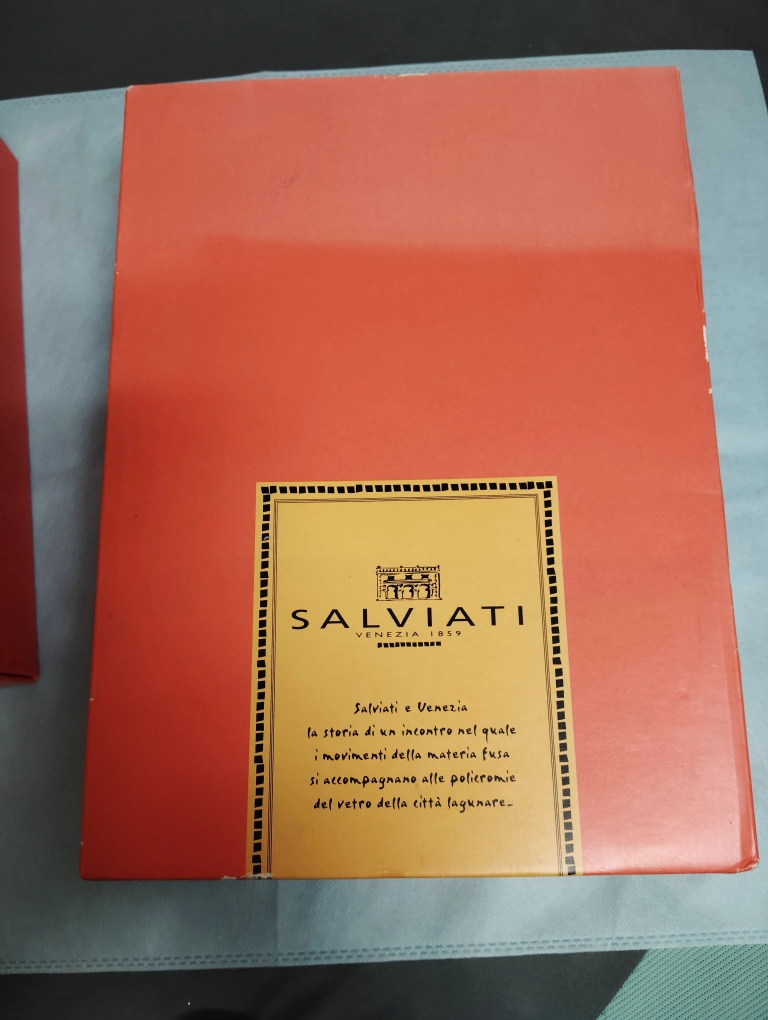 SALVIATI
VENEZIA 1859
Salviati e Venezia
la storia di un incontro nel quale
i movimenti della materia fusa
si accompagnano alle policromie
del vetro della città lagunare_